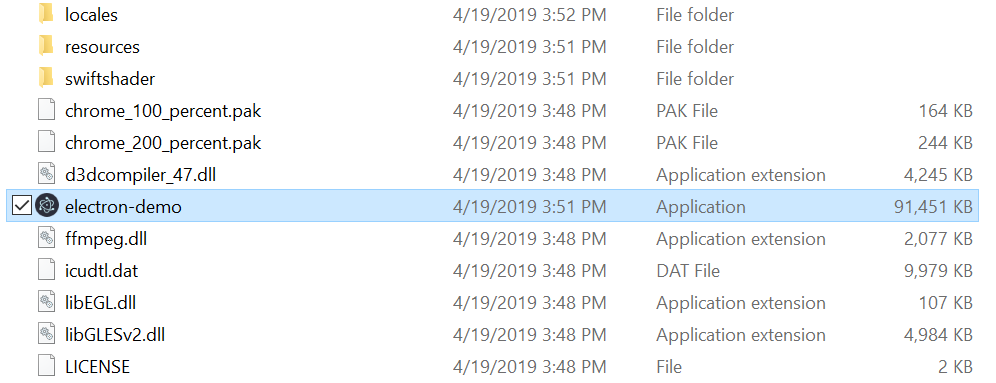 locales 4/19/2019 3:52 PM File folder
resources 4/19/2019 3:51 PM File folder
swiftshader 4/19/2019 3:51 PM File folder
chrome_100_percent.pak 4/19/2019 3:48 PM PAK File 164 KB
chrome_200_percent.pak 4/19/2019 3:48 PM PAK File 244 KB
d3dcompiler_47.dll 4/19/2019 3:48 PM Application extension 4,245 KB
electron-demo 4/19/2019 3:51 PM Application 91,451 KB
ffmpeg.dll 4/19/2019 3:48 PM Application extension 2,077 KB
icudtl.dat 4/19/2019 3:48 PM DAT File 9,979 KB
libEGL.dll 4/19/2019 3:48 PM Application extension 107 KB
libGLESv2.dll 4/19/2019 3:48 PM Application extension 4,984 KB
LICENSE 4/19/2019 3:48 PM File 2 KB